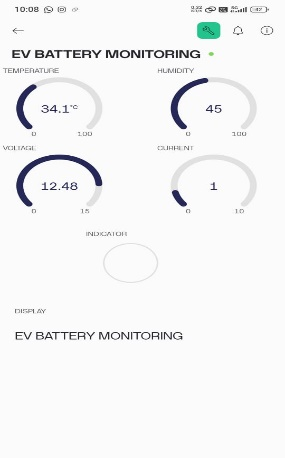 10:08
EV BATTERY MONITORING
TEMPERATURE HUMIDITY
34.1°C 45
0 100 0 100
VOLTAGE CURRENT
12.48 1
0 15 0 10
INDICATOR
DISPLAY
EV BATTERY MONITORING